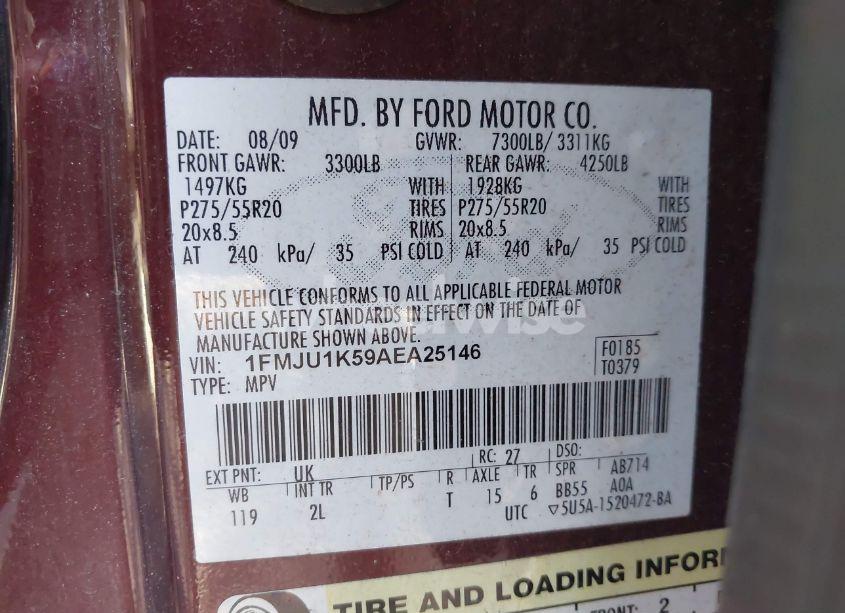 MFD. BY FORD MOTOR CO.
DATE: 08/09 GVWR: 7300LB/ 3311KG
FRONT GAWR: 3300LB REAR GAWR: 4250LB
1497KG WITH 1928KG WITH
P275/55R20 TIRES P275/55R20 TIRES
20x8.5 RIMS 20x8.5 RIMS
AT 240 kPa/ 35 PSI COLD AT 240 kPa/ 35 PSI COLD
THIS VEHICLE CONFORMS TO ALL APPLICABLE FEDERAL MOTOR
VEHICLE SAFETY STANDARDS IN EFFECT ON THE DATE OF
MANUFACTURE SHOWN ABOVE.
VIN: 1FMJU1K59AEA25146 F0185
TYPE: MPV T0379
EXT PNT: UK RC: 27 DSO:
WB INT TR TP/PS R AXLE TR SPR AB714
119 2L T 15 6 BB55 AOA
UTC ▽5U5A-1520472-BA
TIRE AND LOADING INFORM
FRONT: 2